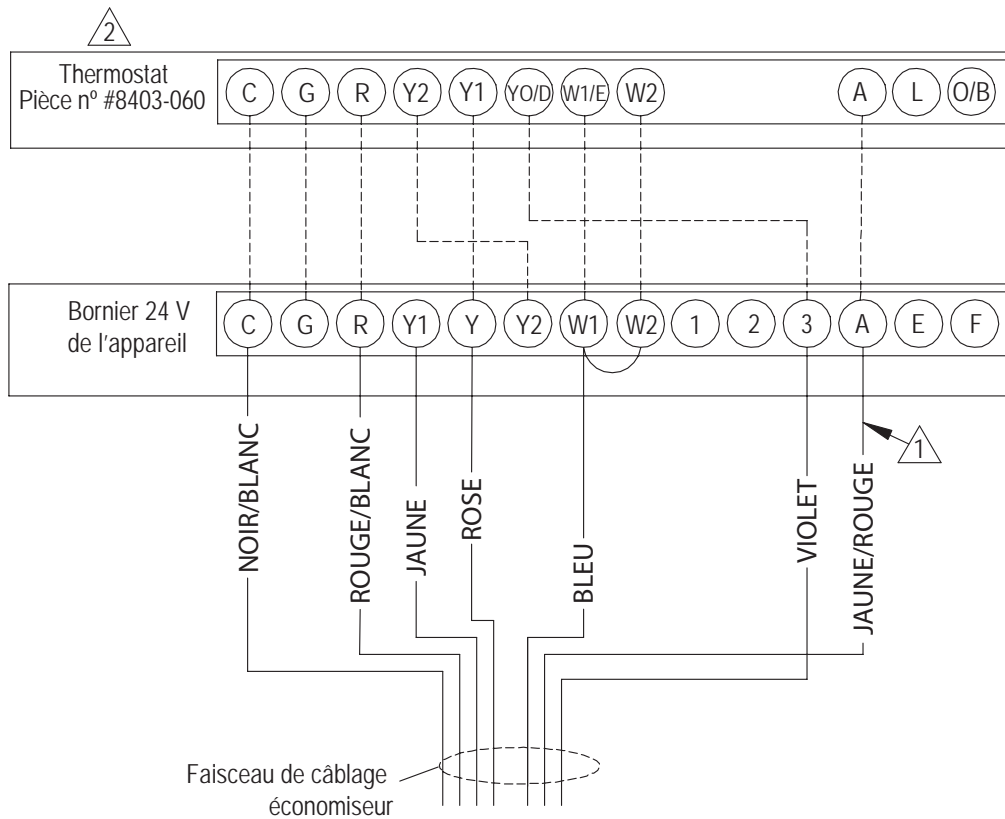 2
Thermostat
Pièce nº #8403-060
C G R Y2 Y1 YO/D W1/E W2 A L O/B
Bornier 24 V
de l'appareil
C G R Y1 Y Y2 W1 W2 1 2 3 A E F
1
NOIR/BLANC
ROUGE/BLANC
JAUNE
ROSE
BLEU
VIOLET
JAUNE/ROUGE
Faisceau de câblage
économiseur